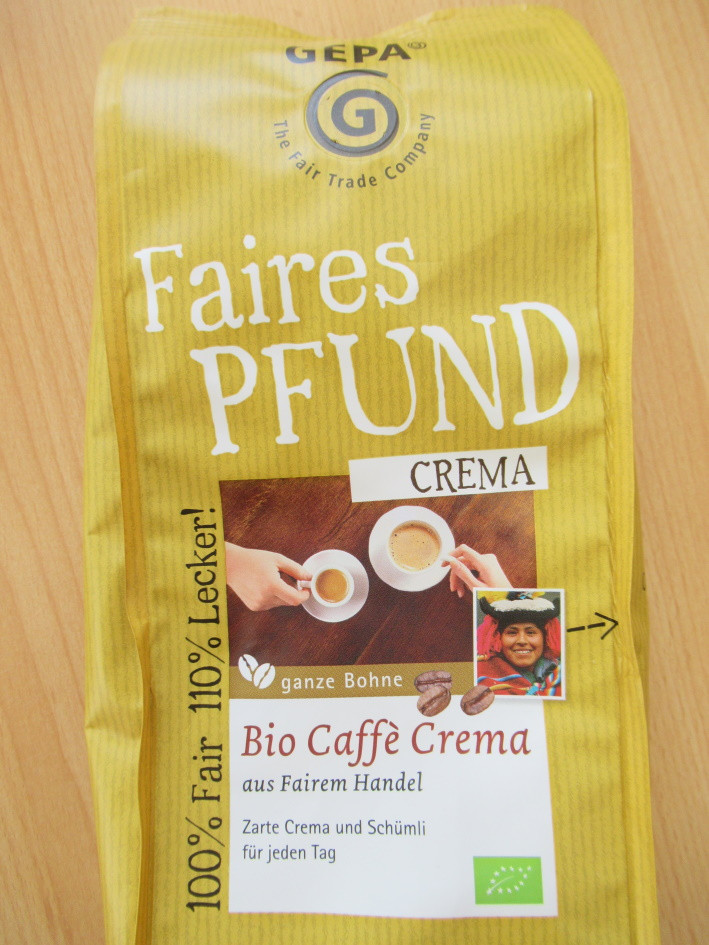 GEPA®
G
The Fair Trade Company
Faires
PFUND
CREMA
100% Fair 110% Lecker!
ganze Bohne
Bio Caffè Crema
aus Fairem Handel
Zarte Crema und Schümli
für jeden Tag